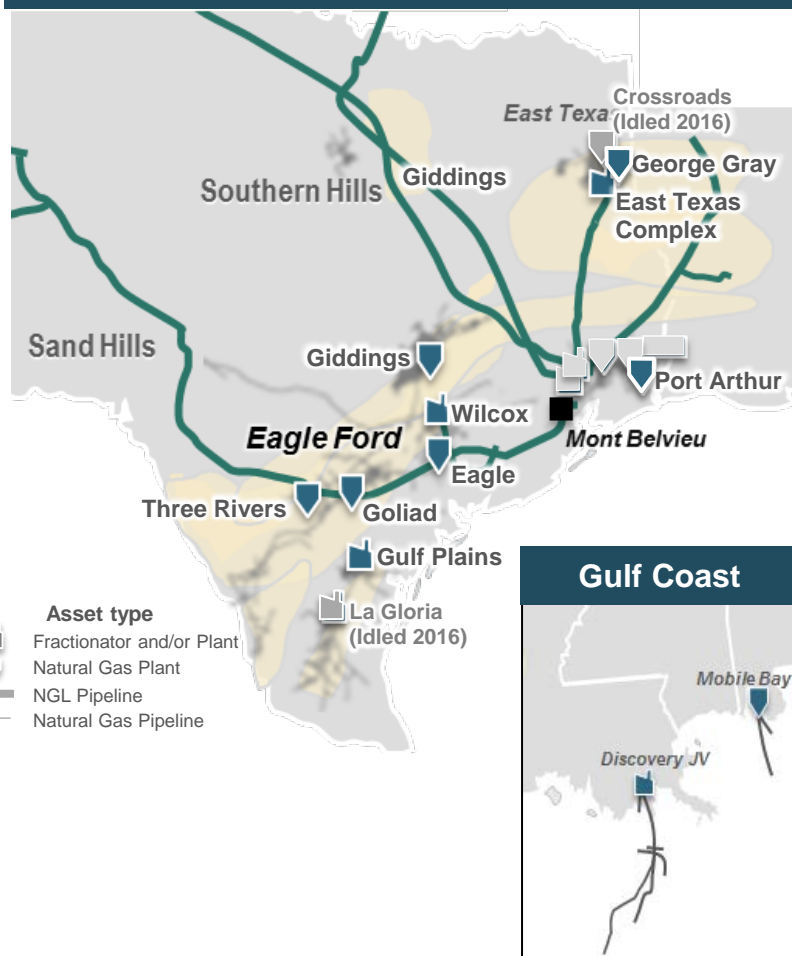 Crossroads
(Idled 2016)
East Texas
George Gray
Giddings
Southern Hills
East Texas
Complex
Sand Hills
Giddings
Port Arthur
Wilcox
Eagle Ford
Mont Belvieu
Eagle
Three Rivers
Goliad
Gulf Plains
La Gloria
(Idled 2016)
Asset type
Fractionator and/or Plant
Natural Gas Plant
NGL Pipeline
Natural Gas Pipeline
Gulf Coast
Mobile Bay
Discovery JV